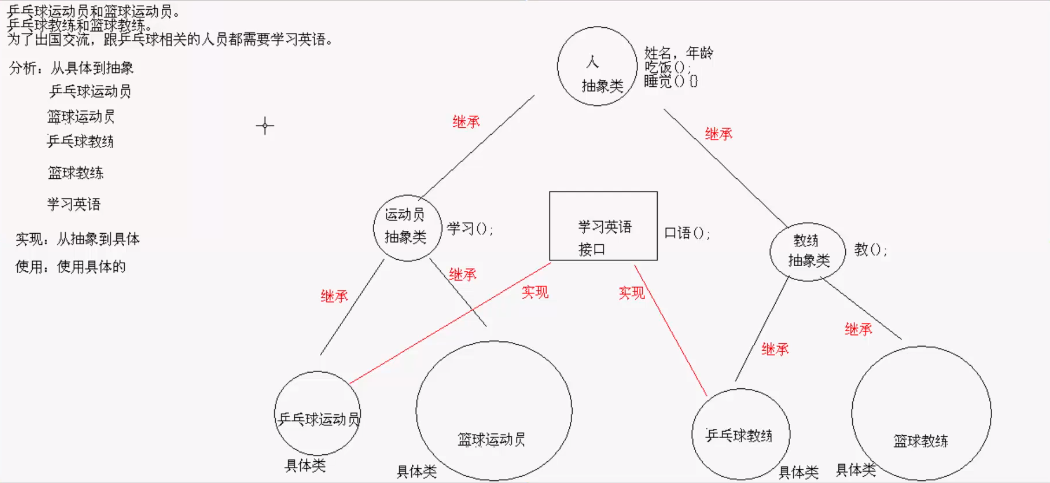 乒乓球运动员和篮球运动员。
乒乓球教练和篮球教练。
为了出国交流，跟乒乓球相关的人员都需要学习英语。
分析：从具体到抽象
乒乓球运动员
篮球运动员
乒乓球教练
篮球教练
学习英语
实现：从抽象到具体
使用：使用具体的
人
抽象类
姓名，年龄
吃饭();
睡觉(){}
继承
继承
运动员
抽象类
学习();
学习英语
接口
口语();
教练
抽象类
教();
继承
继承
实现
实现
继承
继承
乒乓球运动员
具体类
篮球运动员
具体类
乒乓球教练
具体类
篮球教练
具体类